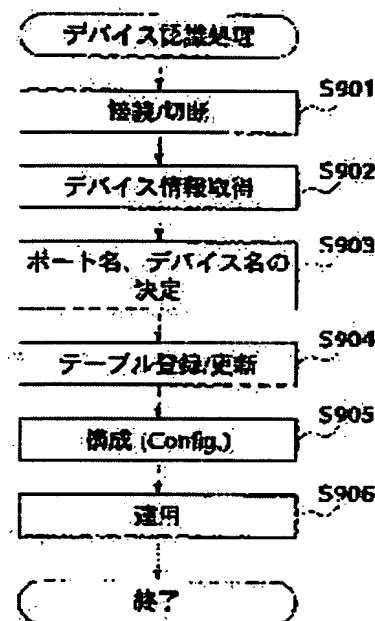 デバイス認識処理
S901
接続/切断
S902
デバイス情報取得
S903
ポート名、デバイス名の
決定
S904
テーブル登録/更新
S905
構成 (Config.)
S906
運用
終了